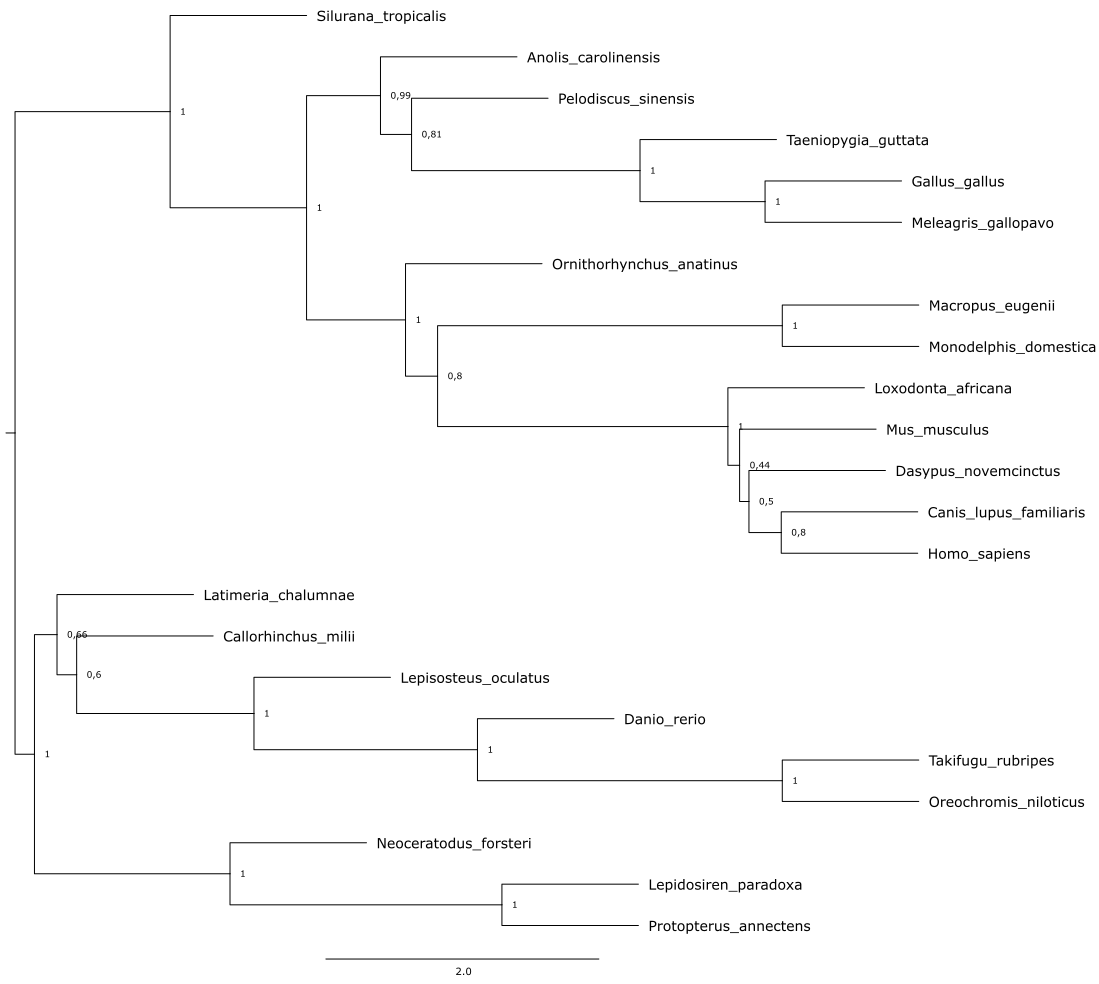 Silurana_tropicalis
Anolis_carolinensis
0,99
Pelodiscus_sinensis
1
0,81
Taeniopygia_guttata
1
Gallus_gallus
1
Meleagris_gallopavo
1
Ornithorhynchus_anatinus
Macropus_eugenii
1
1
Monodelphis_domestica
0,8
Loxodonta_africana
1
Mus_musculus
0,44
Dasypus_novemcinctus
0,5
Canis_lupus_familiaris
0,8
Homo_sapiens
Latimeria_chalumnae
0,66
Callorhinchus_milii
0,6
Lepisosteus_oculatus
1
Danio_rerio
1
1
Takifugu_rubripes
1
Oreochromis_niloticus
Neoceratodus_forsteri
1
Lepidosiren_paradoxa
1
Protopterus_annectens
2.0